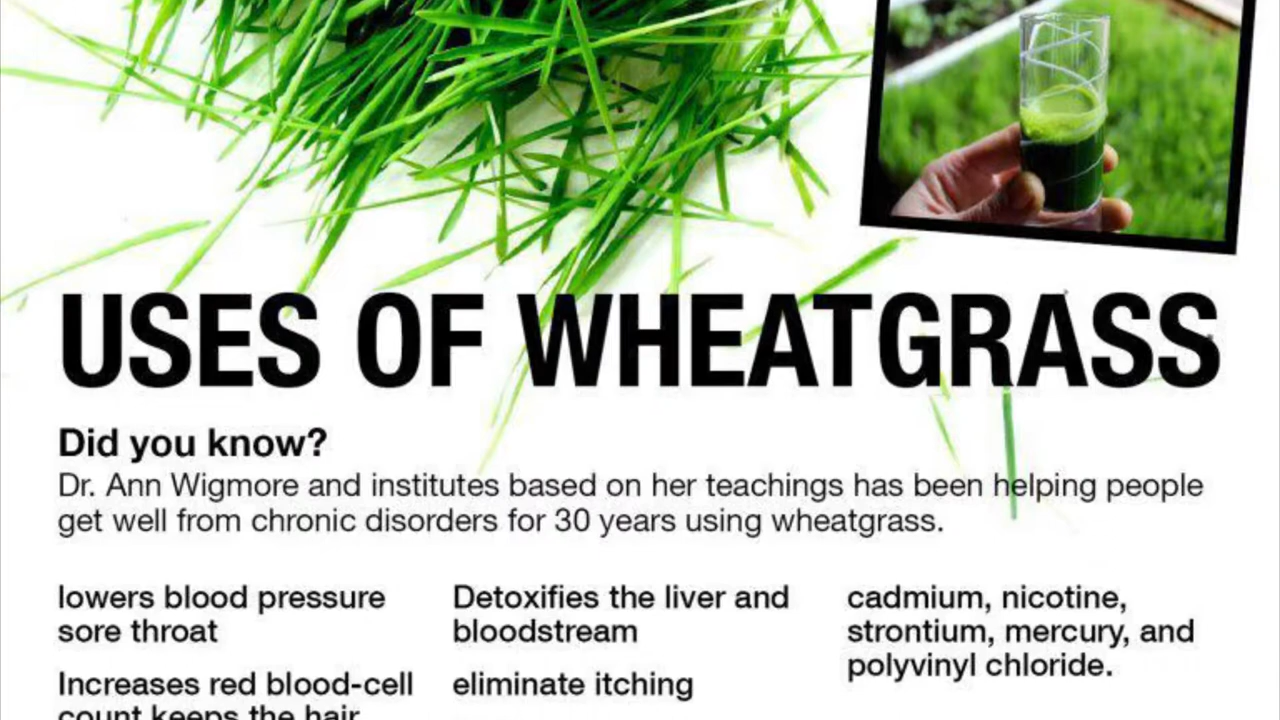 USES OF WHEATGRASS
Did you know?
Dr. Ann Wigmore and institutes based on her teachings has been helping people
get well from chronic disorders for 30 years using wheatgrass.
lowers blood pressure
sore throat
Increases red blood-cell
count keeps the hair
Detoxifies the liver and
bloodstream
eliminate itching
cadmium, nicotine,
strontium, mercury, and
polyvinyl chloride.